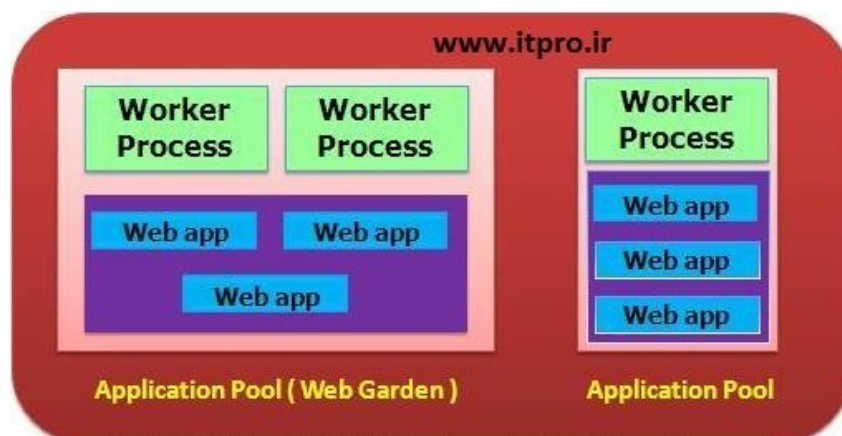 www.itpro.ir
Worker
Process
Worker
Process
Web app
Web app
Web app
Application Pool ( Web Garden )
Worker
Process
Web app
Web app
Web app
Application Pool